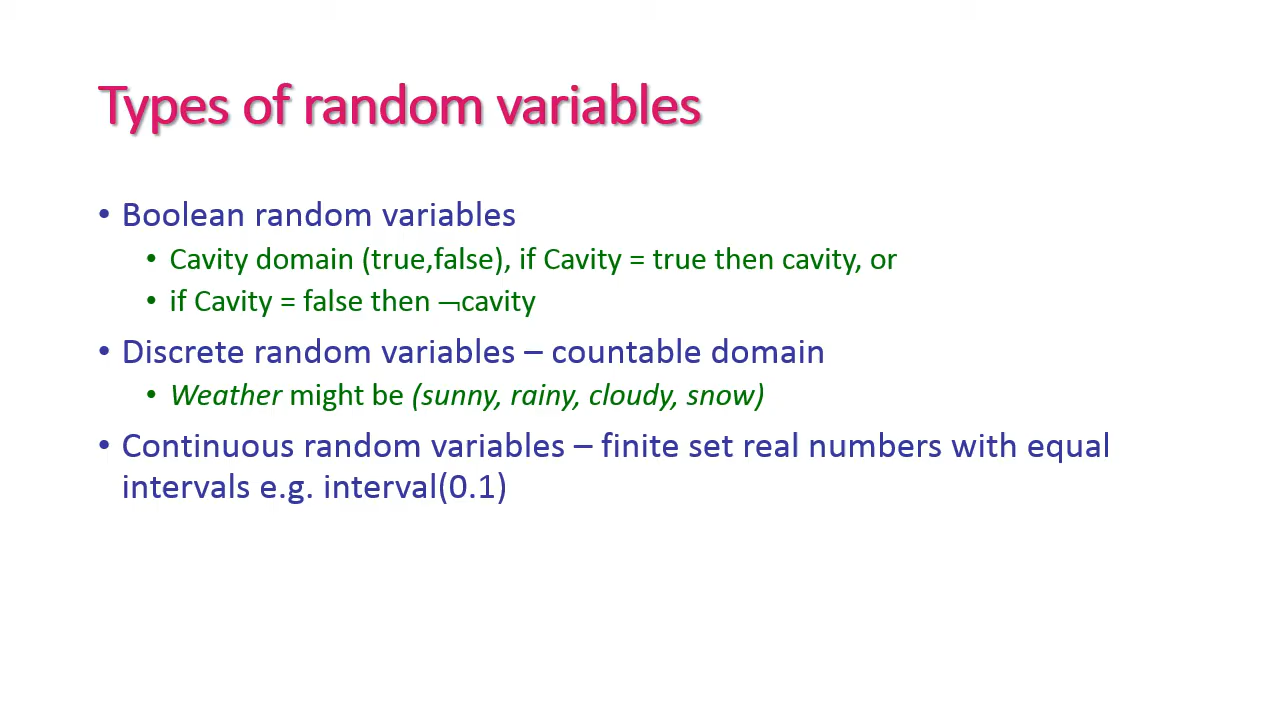 Types of random variables
• Boolean random variables
• Cavity domain (true,false), if Cavity = true then cavity, or
• if Cavity = false then ¬cavity
• Discrete random variables – countable domain
• Weather might be (sunny, rainy, cloudy, snow)
• Continuous random variables – finite set real numbers with equal
intervals e.g. interval(0.1)